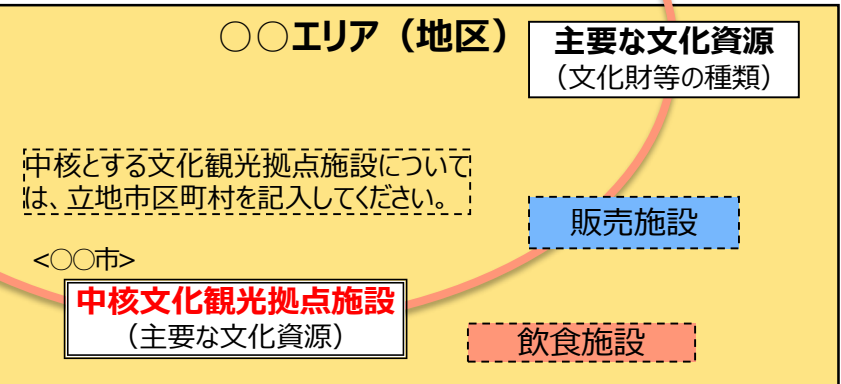 ○○エリア（地区）
主要な文化資源
（文化財等の種類）
中核とする文化観光拠点施設について
は、立地市区町村を記入してください。
販売施設
<○○市>
中核文化観光拠点施設
（主要な文化資源）
飲食施設